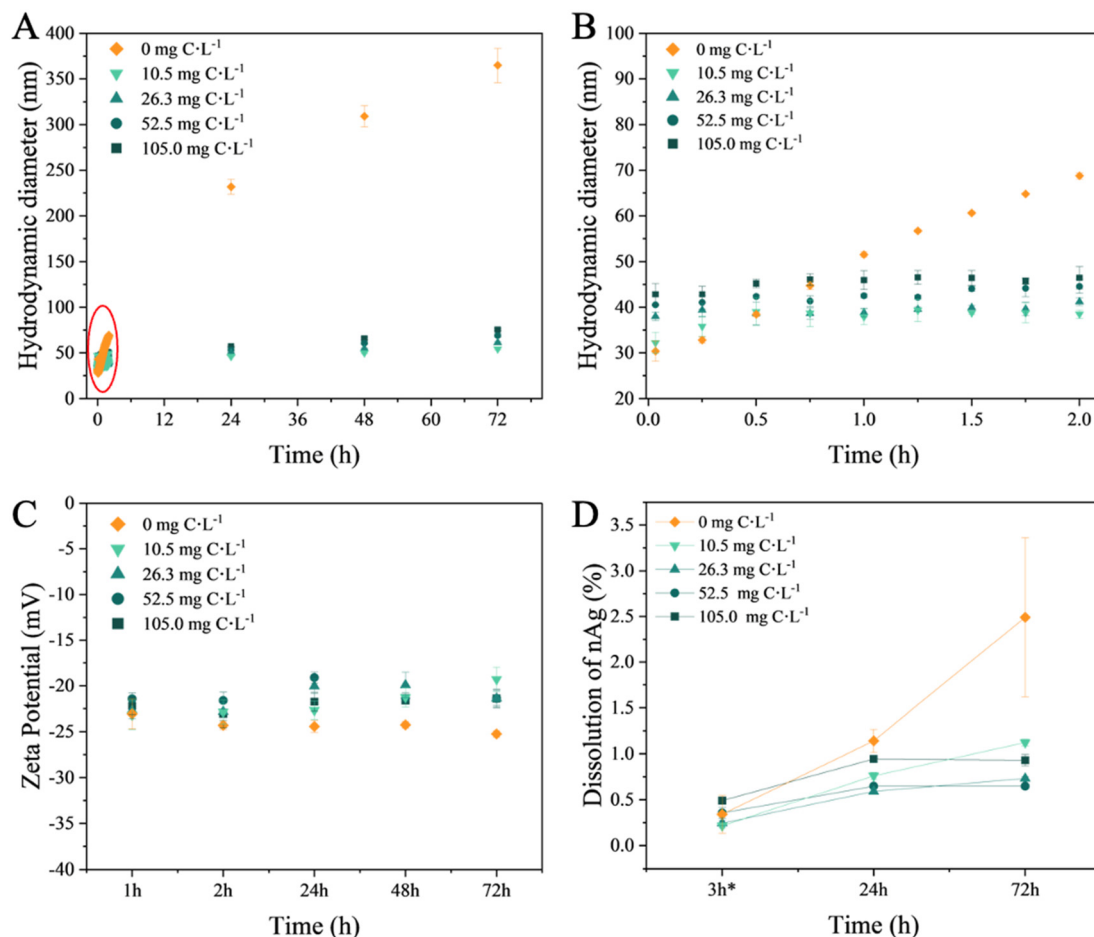 A
Hydrodynamic diameter (nm)
400
350
300
250
200
150
100
50
0
0 mg C·L-1
10.5 mg C·L-1
26.3 mg C·L-1
52.5 mg C·L-1
105.0 mg C·L-1
0 12 24 36 48 60 72
Time (h)
B
Hydrodynamic diameter (nm)
100
90
80
70
60
50
40
30
20
0 mg C·L-1
10.5 mg C·L-1
26.3 mg C·L-1
52.5 mg C·L-1
105.0 mg C·L-1
0.0 0.5 1.0 1.5 2.0
Time (h)
C
Zeta Potential (mV)
0
-5
-10
-15
-20
-25
-30
-35
-40
0 mg C·L-1
10.5 mg C·L-1
26.3 mg C·L-1
52.5 mg C·L-1
105.0 mg C·L-1
1h 2h 24h 48h 72h
Time (h)
D
Dissolution of nAg (%)
3.5
3.0
2.5
2.0
1.5
1.0
0.5
0.0
0 mg C·L-1
10.5 mg C·L-1
26.3 mg C·L-1
52.5 mg C·L-1
105.0 mg C·L-1
3h* 24h 72h
Time (h)